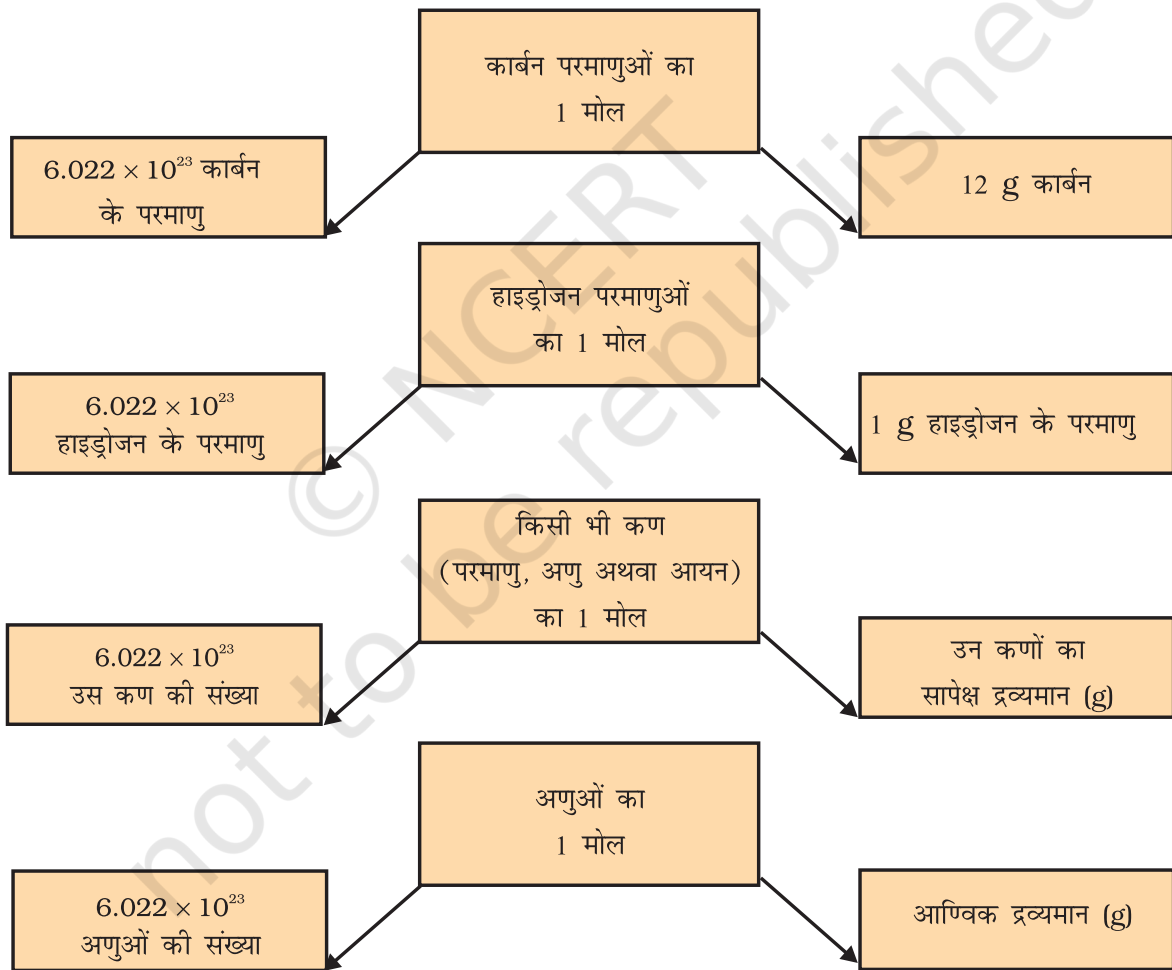 कार्बन परमाणुओं का
1 मोल
6.022 × 10²³ कार्बन
के परमाणु
12 g कार्बन
हाइड्रोजन परमाणुओं
का 1 मोल
6.022 × 10²³
हाइड्रोजन के परमाणु
1 g हाइड्रोजन के परमाणु
किसी भी कण
(परमाणु, अणु अथवा आयन)
का 1 मोल
6.022 × 10²³
उस कण की संख्या
उन कणों का
सापेक्ष द्रव्यमान (g)
अणुओं का
1 मोल
6.022 × 10²³
अणुओं की संख्या
आण्विक द्रव्यमान (g)
© NCERT
not to be republished